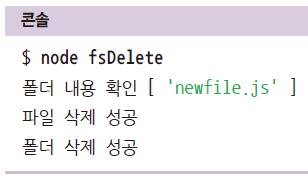 콘솔
$ node fsDelete
폴더 내용 확인 [ 'newfile.js' ]
파일 삭제 성공
폴더 삭제 성공